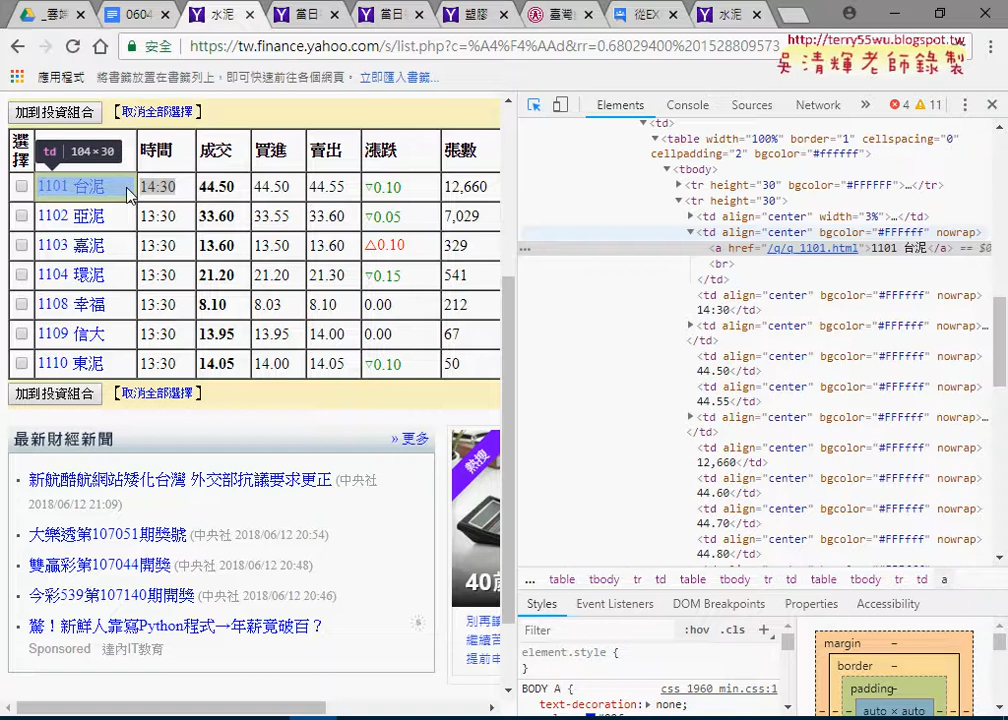 _雲端
0604
水泥
當日
當日
塑膠
臺灣
從EX
水泥
安全
https://tw.finance.yahoo.com/s/list.php?c=%A4%F4%AAd&rr=0.68029400%201528809573
http://terry55wu.blogspot.tw
吳清輝老師錄製
應用程式
將書籤放置在書籤列上，即可快速前往各個網頁。
立即匯入書籤...
加到投資組合 【取消全部選擇】
選擇 時間 成交 買進 賣出 漲跌 張數
td | 104×30
1101 台泥 14:30 44.50 44.50 44.55 ▽0.10 12,660
1102 亞泥 13:30 33.60 33.55 33.60 ▽0.05 7,029
1103 嘉泥 13:30 13.60 13.50 13.60 △0.10 329
1104 環泥 13:30 21.20 21.20 21.30 ▽0.15 541
1108 幸福 13:30 8.10 8.03 8.10 0.00 212
1109 信大 13:30 13.95 13.95 14.00 0.00 67
1110 東泥 13:30 14.05 14.00 14.05 ▽0.10 50
加到投資組合 【取消全部選擇】
最新財經新聞 » 更多
新航酷航網站矮化台灣 外交部抗議要求更正 (中央社
2018/06/12 21:09)
大樂透第107051期獎號 (中央社 2018/06/12 20:54)
雙贏彩第107044期開獎 (中央社 2018/06/12 20:48)
今彩539第107140期開獎 (中央社 2018/06/12 20:46)
驚！新鮮人靠寫Python程式一年薪竟破百？
Sponsored 達內IT教育
熱搜
40歲
別再
繼續
提前
Elements Console Sources Network » 4 11
<td>
<table width="100%" border="1" cellspacing="0"
cellpadding="2" bgcolor="#ffffff">
<tbody>
<tr height="30" bgcolor="#FFFFFF">…</tr>
<tr height="30">
<td align="center" width="3%">…</td>
<td align="center" bgcolor="#FFFfff" nowrap>
… <a href="/q/q_1101.html">1101 台泥</a> == $0
<br>
</td>
<td align="center" bgcolor="#FFFfff" nowrap>
14:30</td>
<td align="center" bgcolor="#FFFfff" nowrap>…
</td>
<td align="center" bgcolor="#FFFfff" nowrap>
44.50</td>
<td align="center" bgcolor="#FFFfff" nowrap>
44.55</td>
<td align="center" bgcolor="#FFFfff" nowrap>…
</td>
<td align="center" bgcolor="#FFFfff" nowrap>
12,660</td>
<td align="center" bgcolor="#FFFfff" nowrap>
44.60</td>
<td align="center" bgcolor="#FFFfff" nowrap>
44.70</td>
<td align="center" bgcolor="#FFFfff" nowrap>
44.80</td>
... table tbody tr td table tbody tr td table tbody tr td a
Styles Event Listeners DOM Breakpoints Properties Accessibility
Filter :hov .cls +
element.style {
}
BODY A { css_1960_min.css:1
text-decoration: none;
margin –
border –
padding-
auto × auto